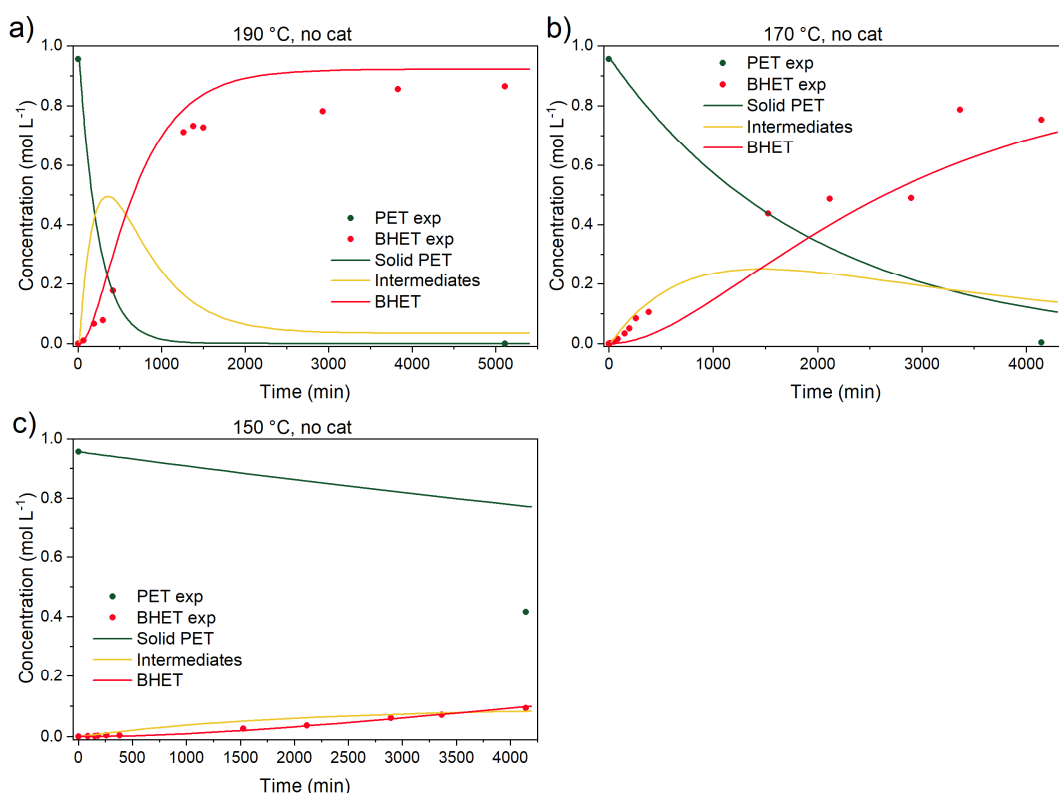 a)
190 °C, no cat
1.0
0.8
0.6
0.4
0.2
0.0
Concentration (mol L⁻¹)
PET exp
BHET exp
Solid PET
Intermediates
BHET
0 1000 2000 3000 4000 5000
Time (min)
b)
170 °C, no cat
1.0
0.8
0.6
0.4
0.2
0.0
Concentration (mol L⁻¹)
PET exp
BHET exp
Solid PET
Intermediates
BHET
0 1000 2000 3000 4000
Time (min)
c)
150 °C, no cat
1.0
0.8
0.6
0.4
0.2
0.0
Concentration (mol L⁻¹)
PET exp
BHET exp
Solid PET
Intermediates
BHET
0 500 1000 1500 2000 2500 3000 3500 4000
Time (min)